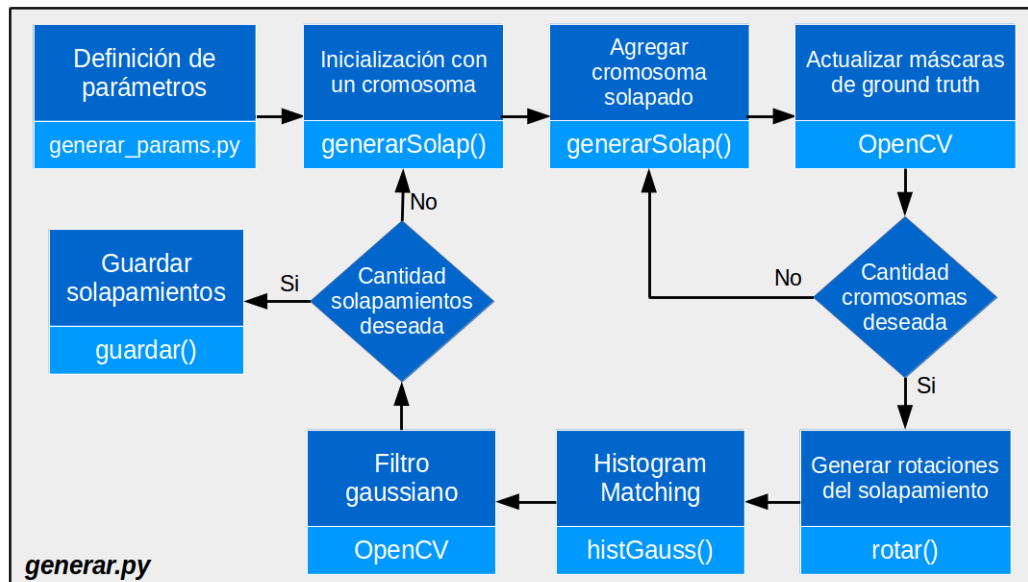 Definición de
parámetros
generar_params.py
Inicialización con
un cromosoma
generarSolap()
Agregar
cromosoma
solapado
generarSolap()
Actualizar máscaras
de ground truth
OpenCV
No
Guardar
solapamientos
guardar()
Si
Cantidad
solapamientos
deseada
No
Cantidad
cromosomas
deseada
Si
Filtro
gaussiano
OpenCV
Histogram
Matching
histGauss()
Generar rotaciones
del solapamiento
rotar()
generar.py